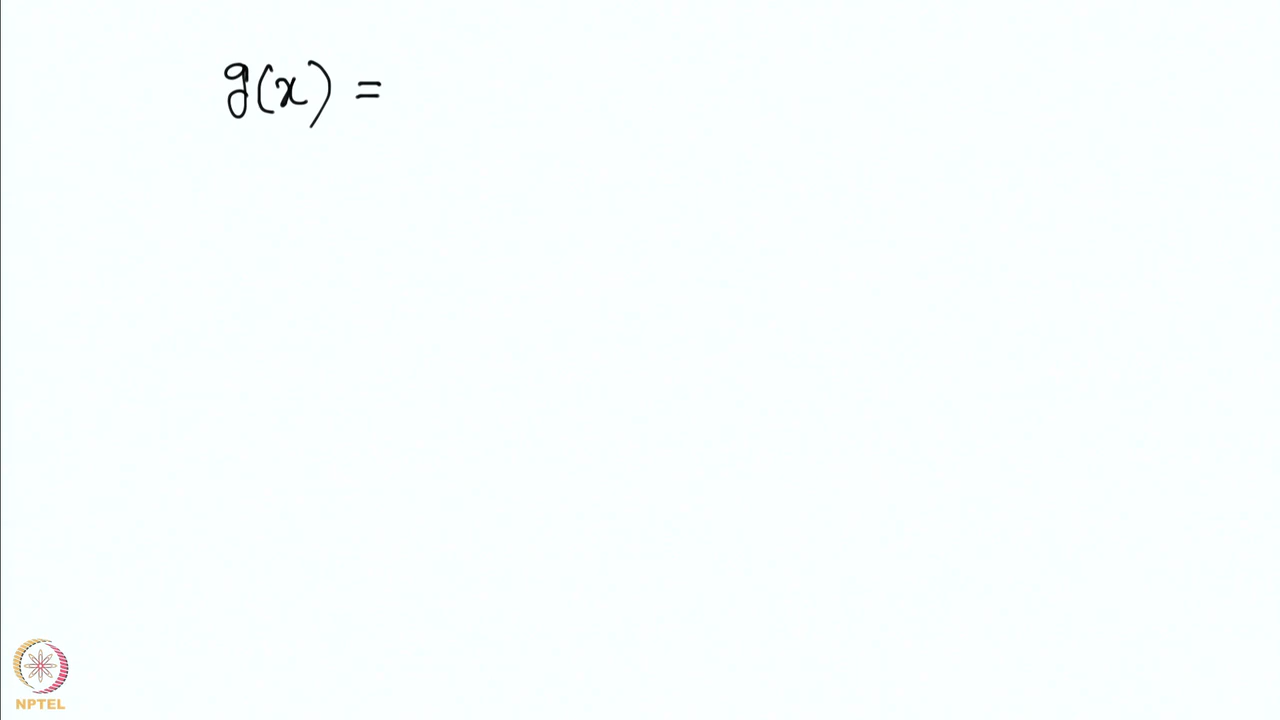 g(x) =
NPTEL